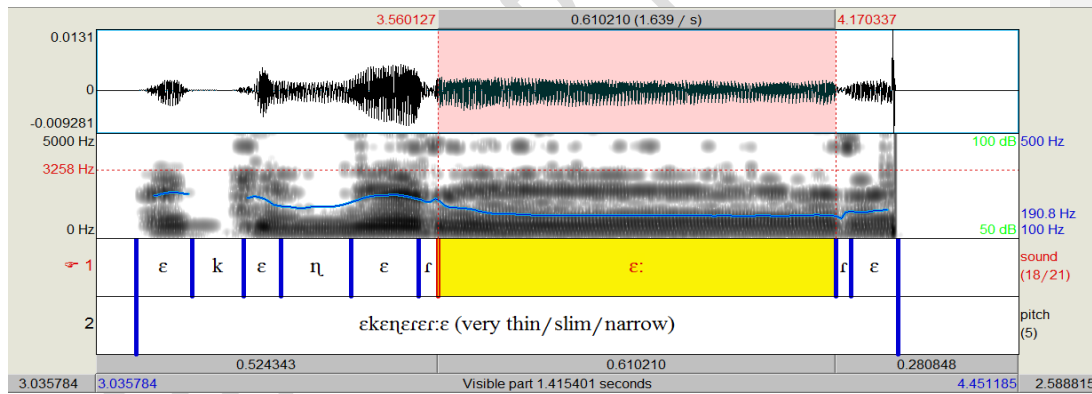 3.560127 0.610210 (1.639 / s) 4.170337
0.0131
0
-0.009281
5000 Hz 100 dB 500 Hz
3258 Hz
190.8 Hz
0 Hz 50 dB 100 Hz
1 ɛ k ɛ ɳ ɛ ɾ ɛː ɾ ɛ sound (18/21)
2 ɛkɛɳɛɾɛɾːɛ (very thin/slim/narrow) pitch (5)
0.524343 0.610210 0.280848
3.035784 3.035784 Visible part 1.415401 seconds 4.451185 2.588815